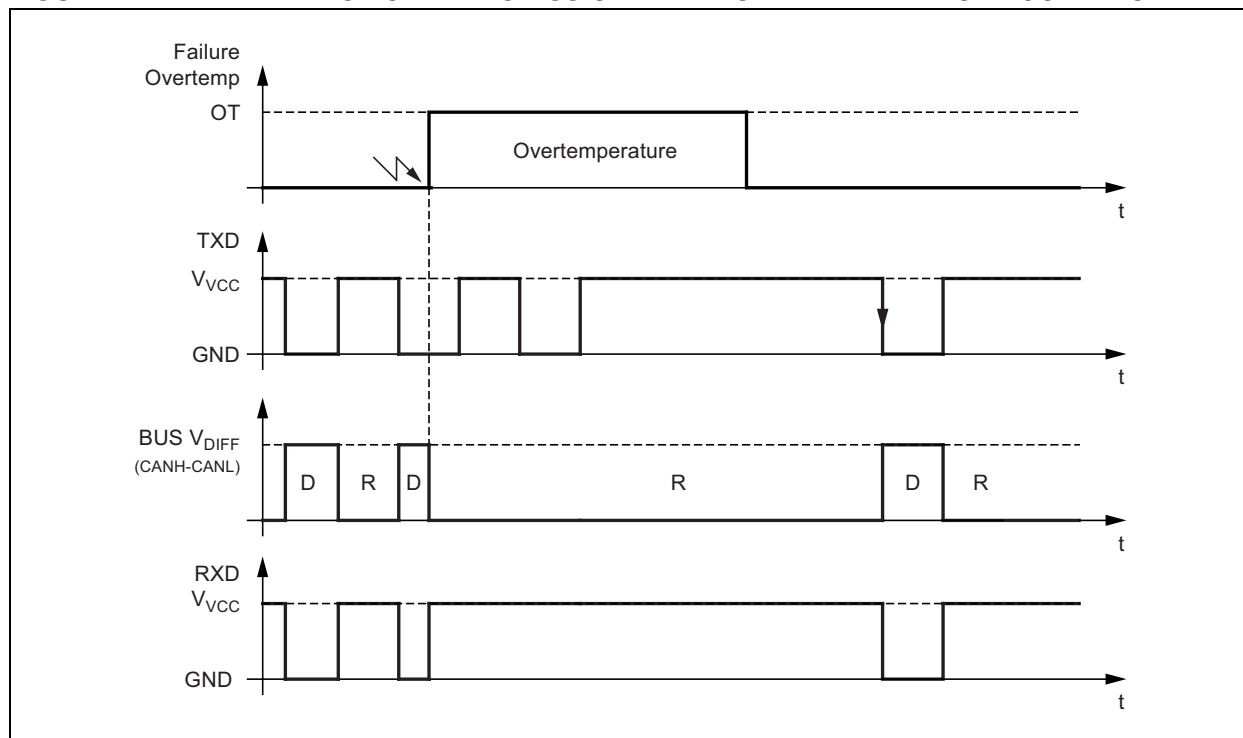 Failure
Overtemp
OT
Overtemperature
t
TXD
VVCC
GND
t
BUS VDIFF
(CANH-CANL)
D R D R D R
t
RXD
VVCC
GND
t